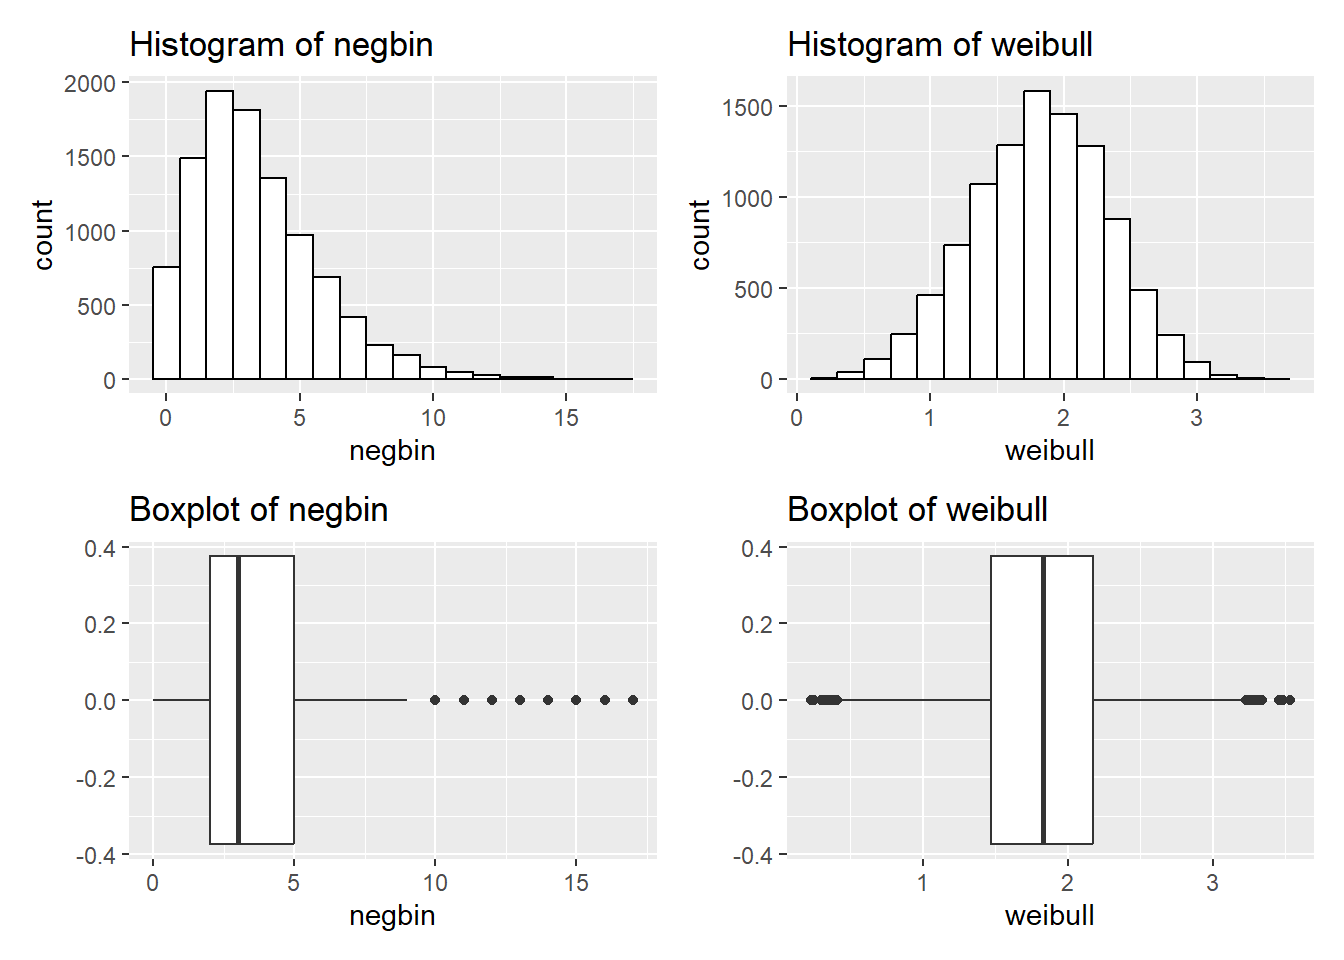 Histogram of negbin
2000
1500
1000
500
0
count
0 5 10 15
negbin
Histogram of weibull
1500
1000
500
0
count
0 1 2 3
weibull
Boxplot of negbin
0.4
0.2
0.0
-0.2
-0.4
0 5 10 15
negbin
Boxplot of weibull
0.4
0.2
0.0
-0.2
-0.4
1 2 3
weibull